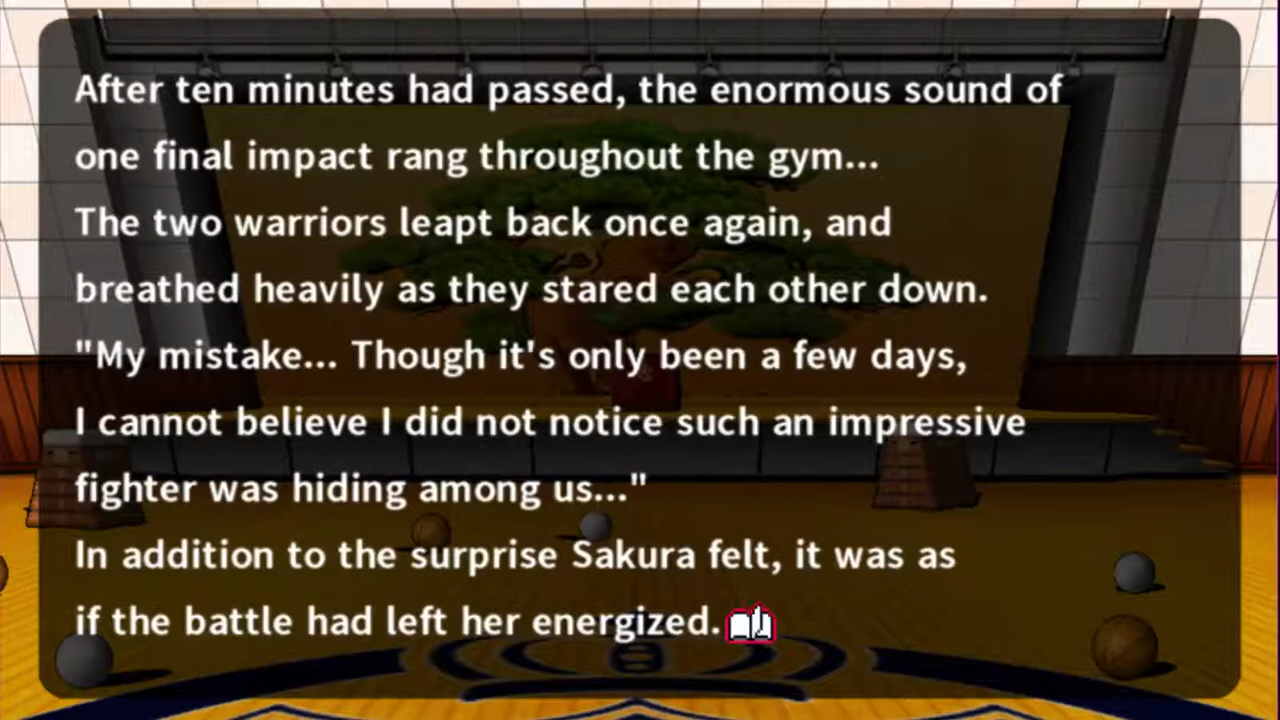 After ten minutes had passed, the enormous sound of
one final impact rang throughout the gym...
The two warriors leapt back once again, and
breathed heavily as they stared each other down.
"My mistake... Though it's only been a few days,
I cannot believe I did not notice such an impressive
fighter was hiding among us..."
In addition to the surprise Sakura felt, it was as
if the battle had left her energized.